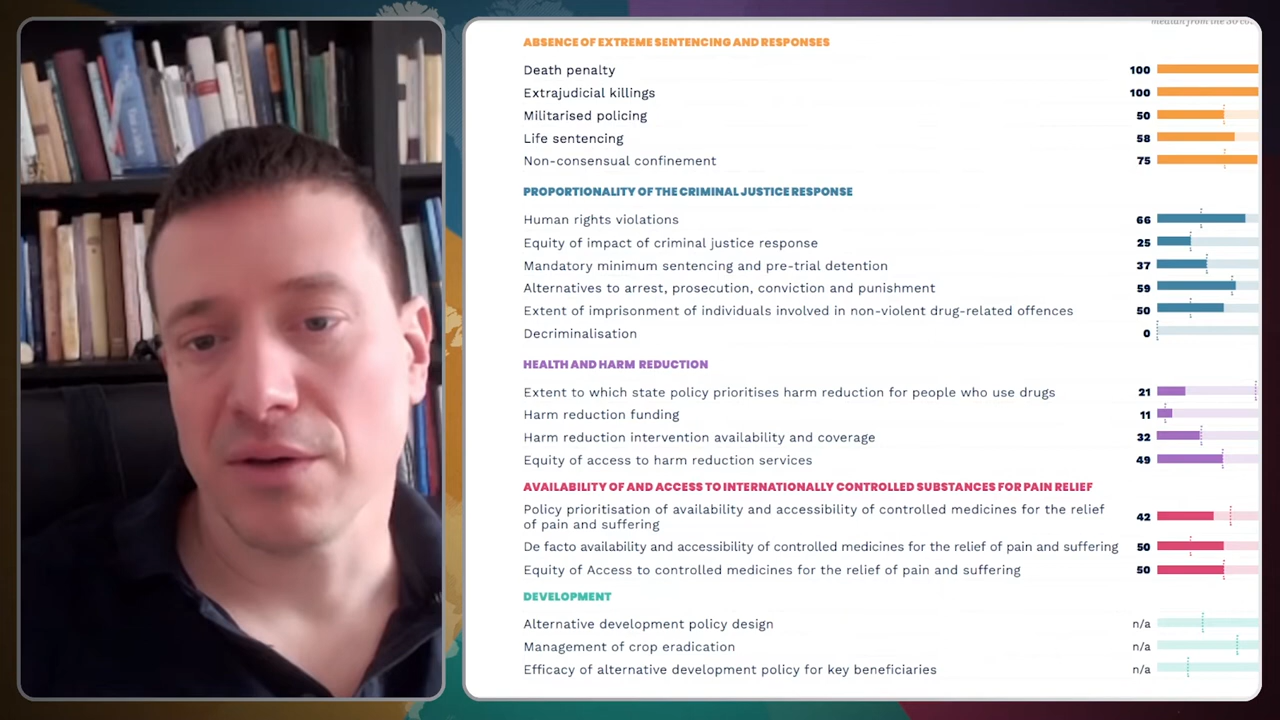 median from the 30 co
ABSENCE OF EXTREME SENTENCING AND RESPONSES
Death penalty 100
Extrajudicial killings 100
Militarised policing 50
Life sentencing 58
Non-consensual confinement 75
PROPORTIONALITY OF THE CRIMINAL JUSTICE RESPONSE
Human rights violations 66
Equity of impact of criminal justice response 25
Mandatory minimum sentencing and pre-trial detention 37
Alternatives to arrest, prosecution, conviction and punishment 59
Extent of imprisonment of individuals involved in non-violent drug-related offences 50
Decriminalisation 0
HEALTH AND HARM REDUCTION
Extent to which state policy prioritises harm reduction for people who use drugs 21
Harm reduction funding 11
Harm reduction intervention availability and coverage 32
Equity of access to harm reduction services 49
AVAILABILITY OF AND ACCESS TO INTERNATIONALLY CONTROLLED SUBSTANCES FOR PAIN RELIEF
Policy prioritisation of availability and accessibility of controlled medicines for the relief
of pain and suffering 42
De facto availability and accessibility of controlled medicines for the relief of pain and suffering 50
Equity of Access to controlled medicines for the relief of pain and suffering 50
DEVELOPMENT
Alternative development policy design n/a
Management of crop eradication n/a
Efficacy of alternative development policy for key beneficiaries n/a